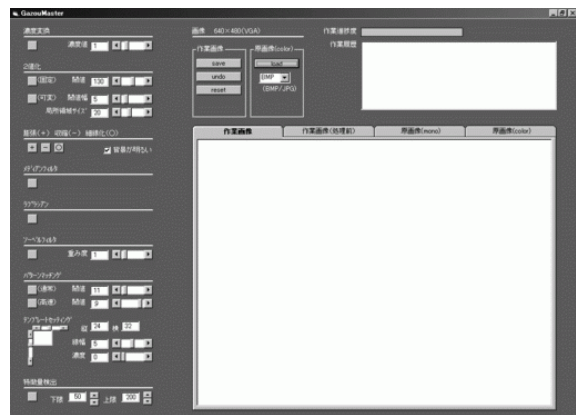 GazouMaster
濃度変換
濃度値 1
2値化
(固定) 閾値 130
(可変) 閾値幅 5
局所領域サイズ 20
膨張(+) 収縮(-) 細線化(○)
+ - ○ 背景が明るい
メディアンフィルタ
ラプラシアン
ソーベルフィルタ
重み度 1
パターンマッチング
(通常) 閾値 11
(高速) 閾値 9
テンプレートセッティング
縦 24 横 22
線幅 5
濃度 0
特徴量検出
下限 50 上限 200
画像 640×480(VGA)
作業画像
save
undo
reset
原画像(color)
load
BMP
(BMP/JPG)
作業進捗度
作業履歴
作業画像 作業画像(処理前) 原画像(mono) 原画像(color)